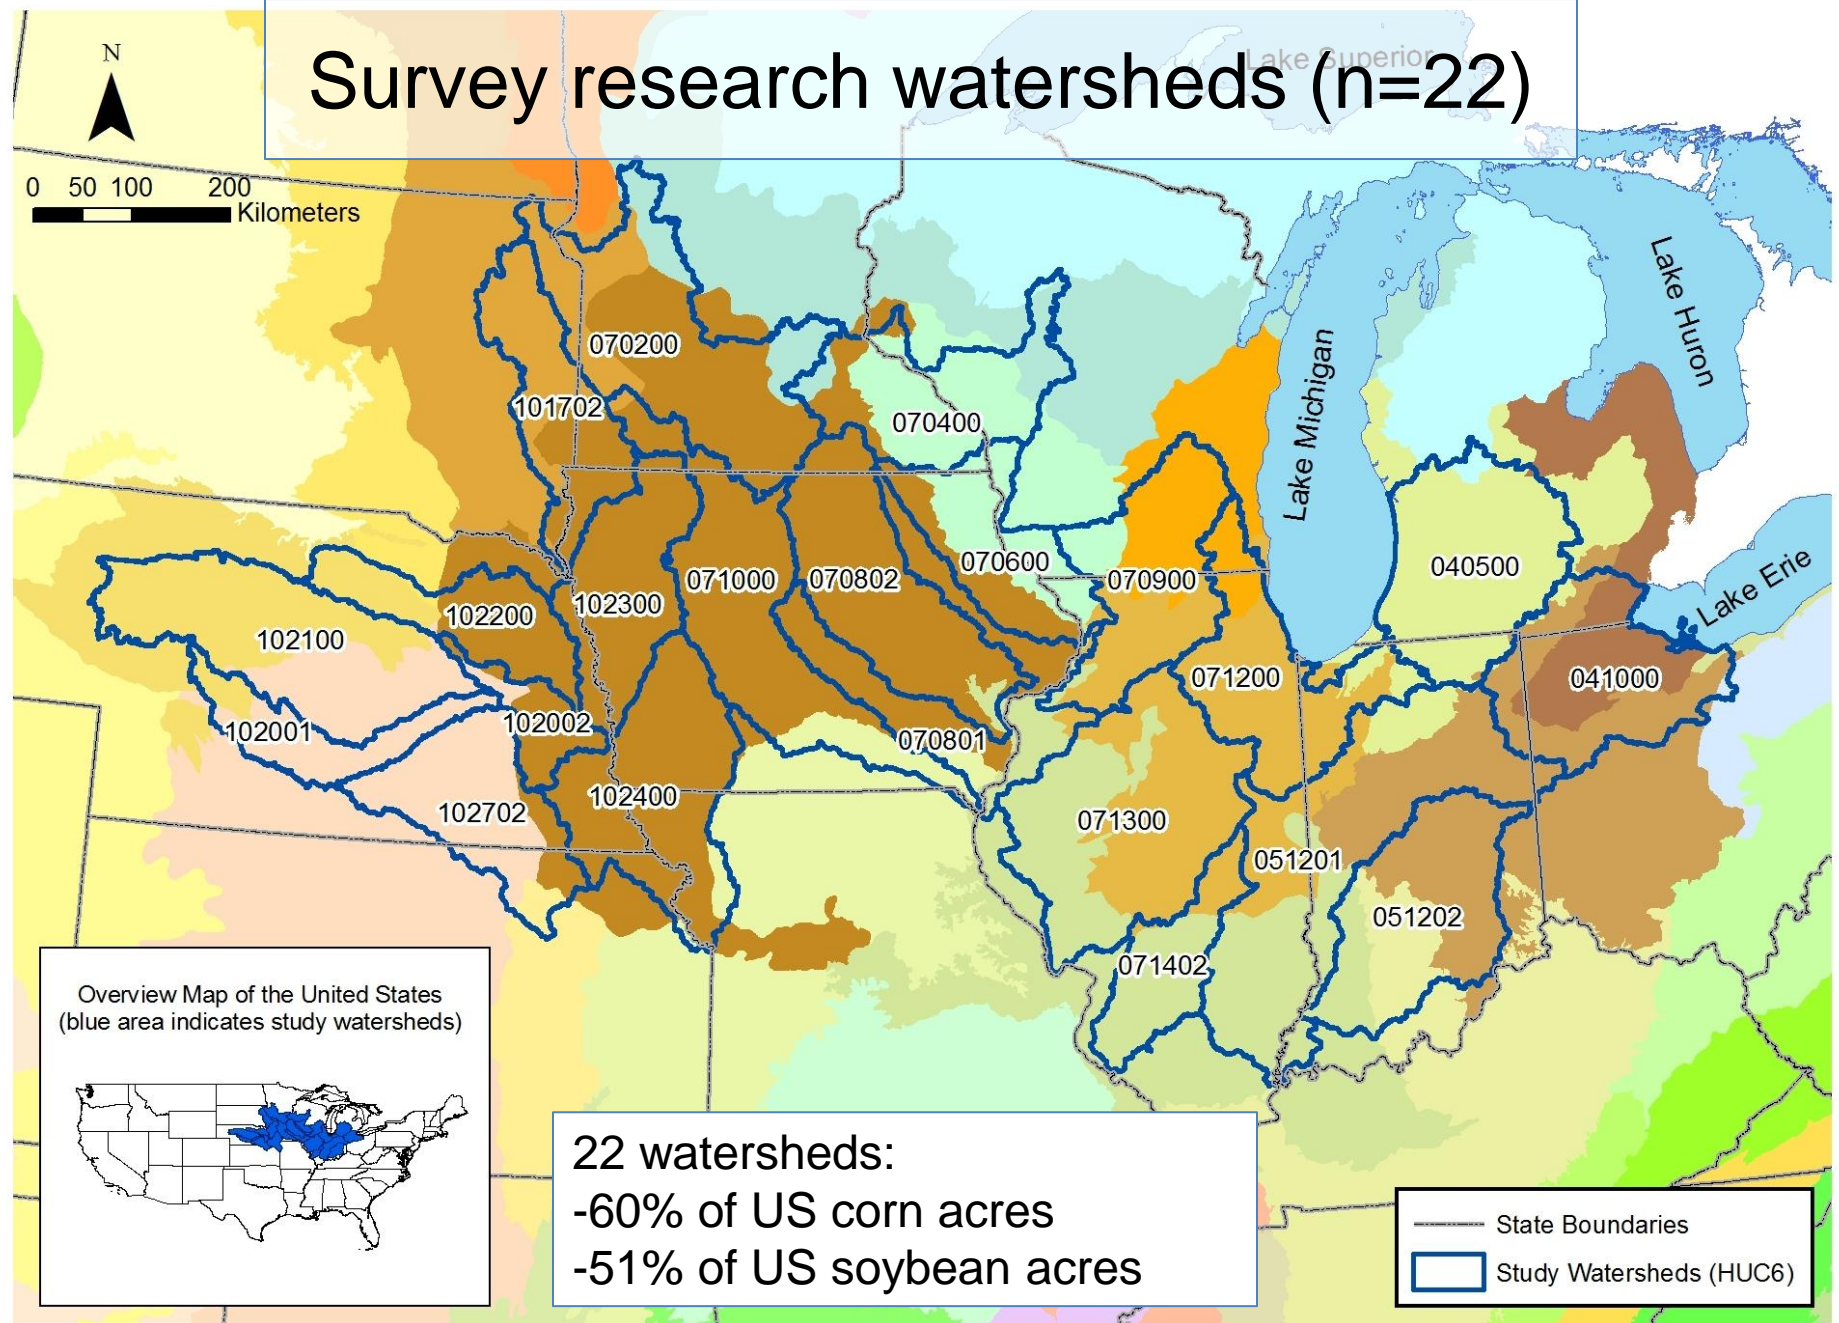 Survey research watersheds (n=22)
Lake Superior
N
0 50 100 200
Kilometers
Lake Huron
Lake Michigan
Lake Erie
070200
101702
070400
070600
070900
040500
071000
070802
102200
102300
102100
041000
071200
102001
102002
070801
102400
102702
071300
051201
051202
071402
Overview Map of the United States
(blue area indicates study watersheds)
22 watersheds:
-60% of US corn acres
-51% of US soybean acres
State Boundaries
Study Watersheds (HUC6)